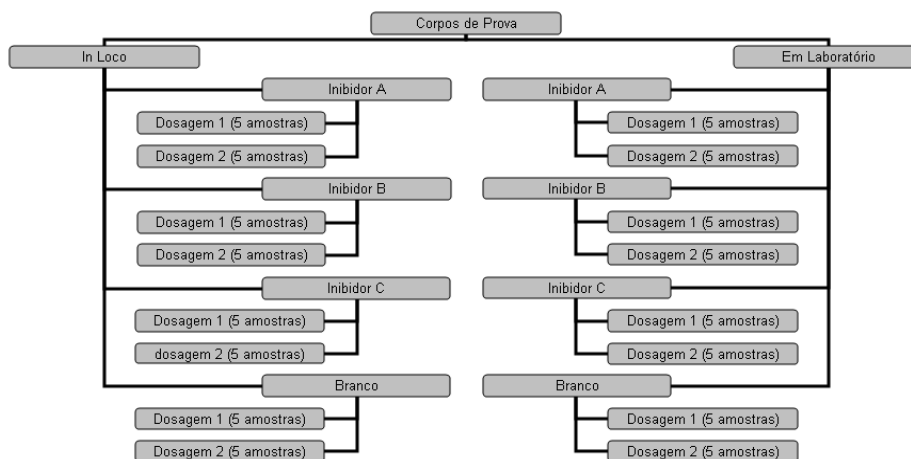 Corpos de Prova
In Loco
Em Laboratório
Inibidor A
Dosagem 1 (5 amostras)
Dosagem 2 (5 amostras)
Inibidor B
Dosagem 1 (5 amostras)
Dosagem 2 (5 amostras)
Inibidor C
Dosagem 1 (5 amostras)
dosagem 2 (5 amostras)
Branco
Dosagem 1 (5 amostras)
Dosagem 2 (5 amostras)
Inibidor A
Dosagem 1 (5 amostras)
Dosagem 2 (5 amostras)
Inibidor B
Dosagem 1 (5 amostras)
Dosagem 2 (5 amostras)
Inibidor C
Dosagem 1 (5 amostras)
Dosagem 2 (5 amostras)
Branco
Dosagem 1 (5 amostras)
Dosagem 2 (5 amostras)